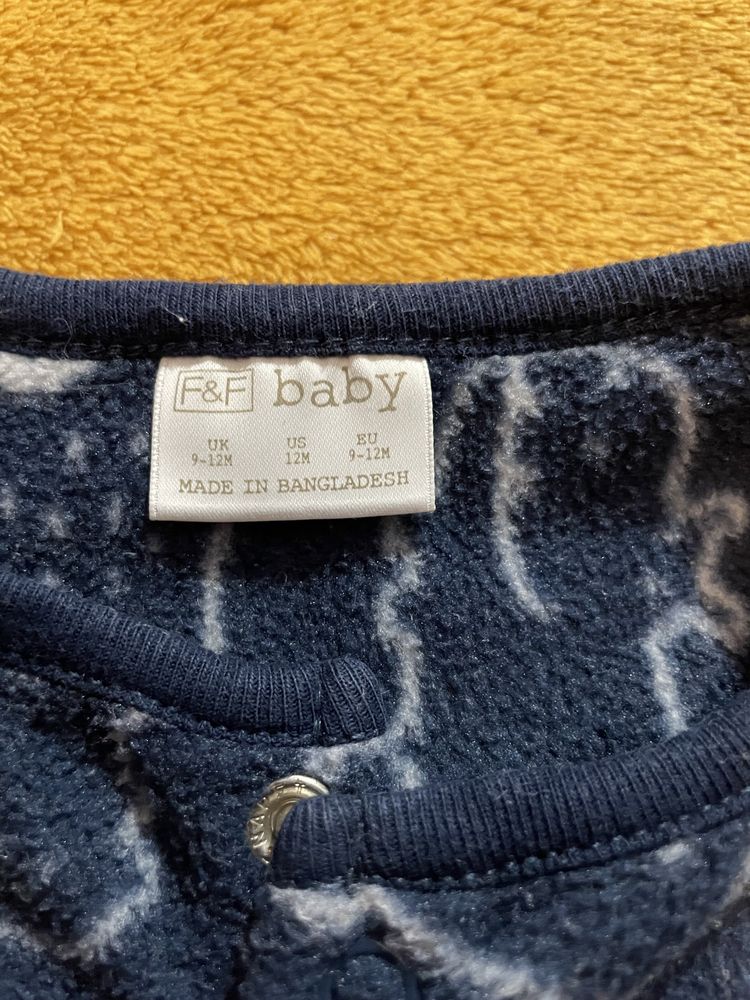 F&F baby
UK US EU
9-12M 12M 9-12M
MADE IN BANGLADESH